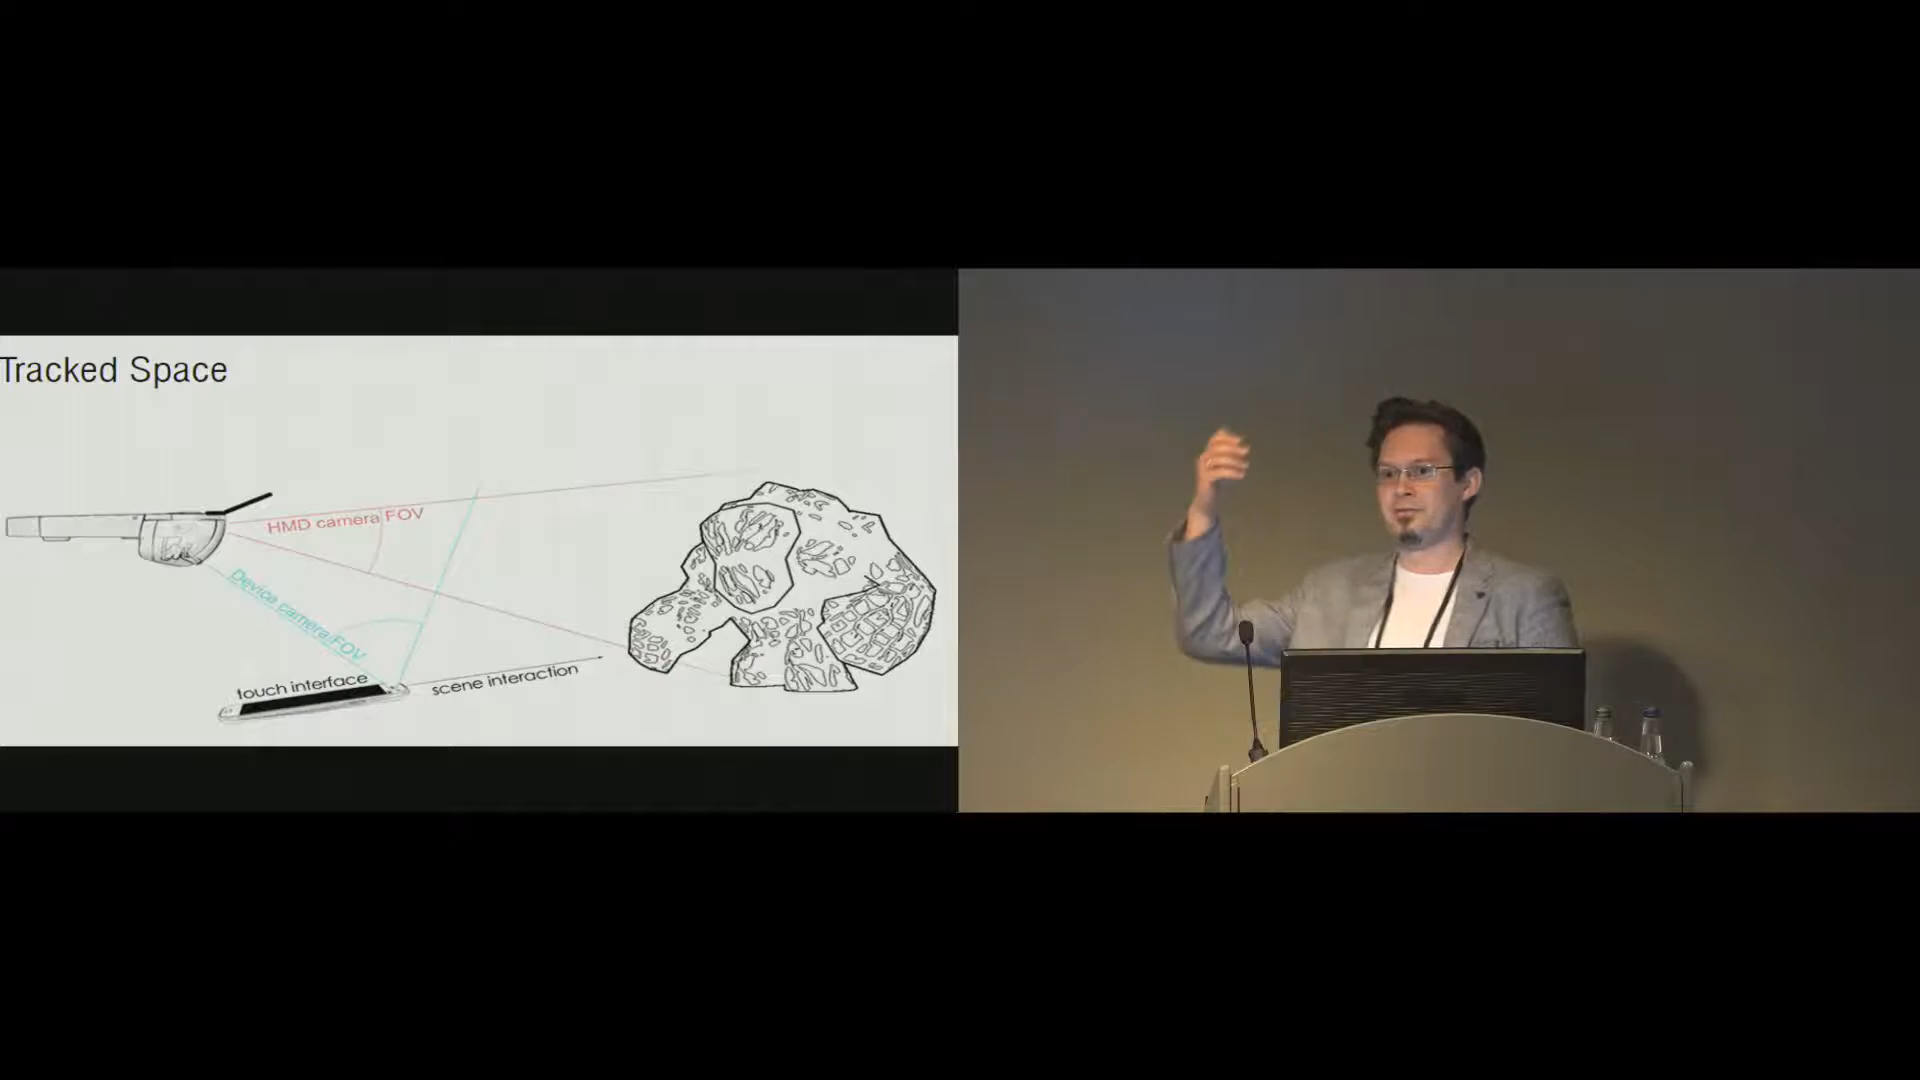 Tracked Space
HMD camera FOV
Device camera FOV
touch interface
scene interaction